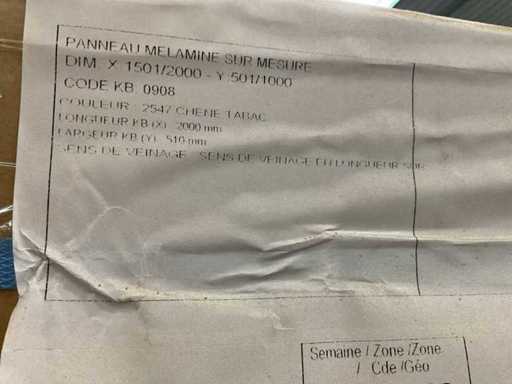 PANNEAU MELAMINE SUR MESURE
DIM X 1501/2000 - Y 501/1000
CODE KB 0908
COULEUR : 2547 CHENE TABAC
LONGUEUR KB (X) : 2000 mm
LARGEUR KB (Y) : 510 mm
SENS DE VEINAGE : SENS DE VEINAGE EN LONGUEUR SUR
Semaine / Zone /Zone
/ Cde /Géo